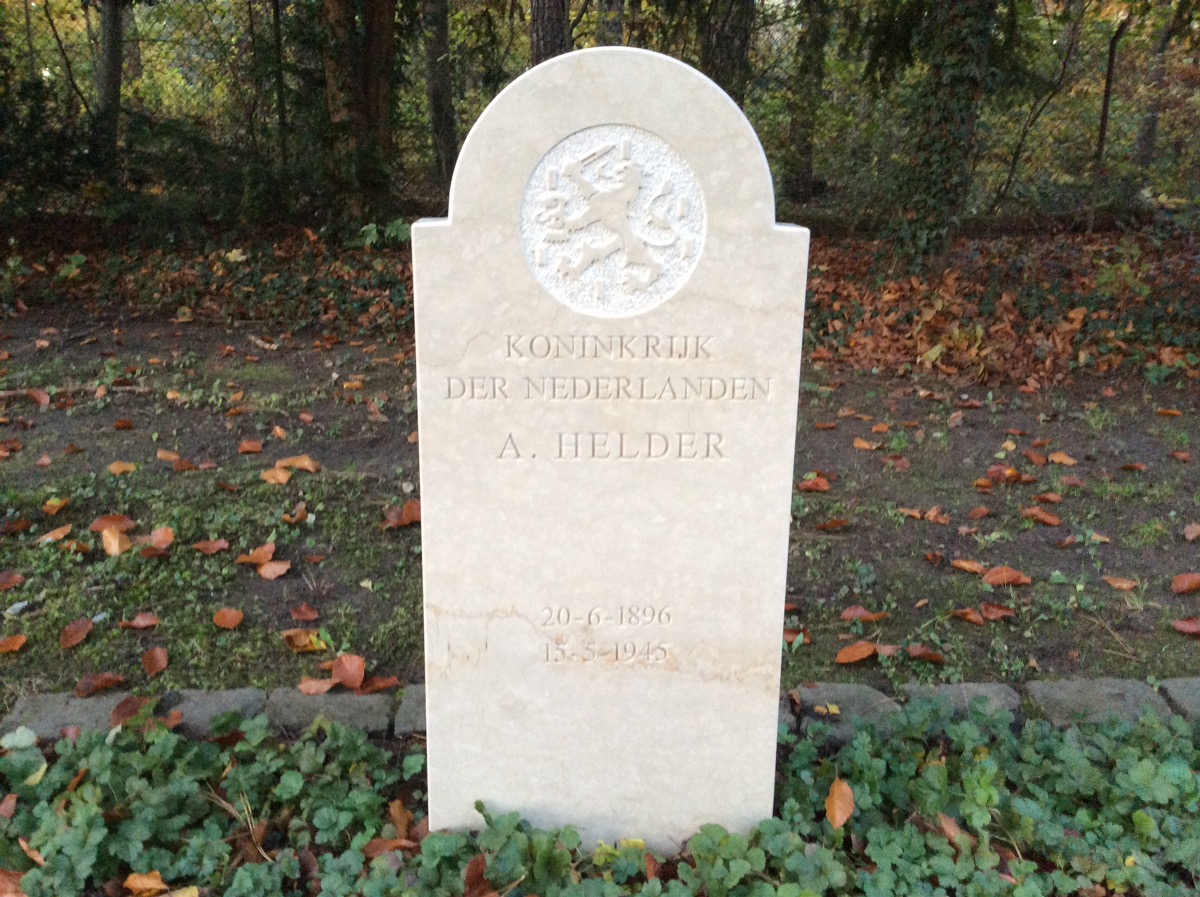 KONINKRIJK
DER NEDERLANDEN
A. HELDER
20-6-1896
15-5-1945